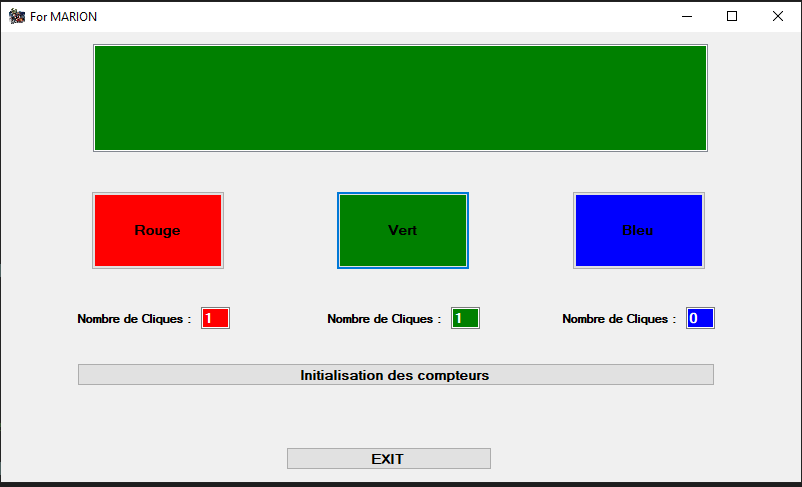 For MARION
Rouge
Vert
Bleu
Nombre de Cliques : 1
Nombre de Cliques : 1
Nombre de Cliques : 0
Initialisation des compteurs
EXIT